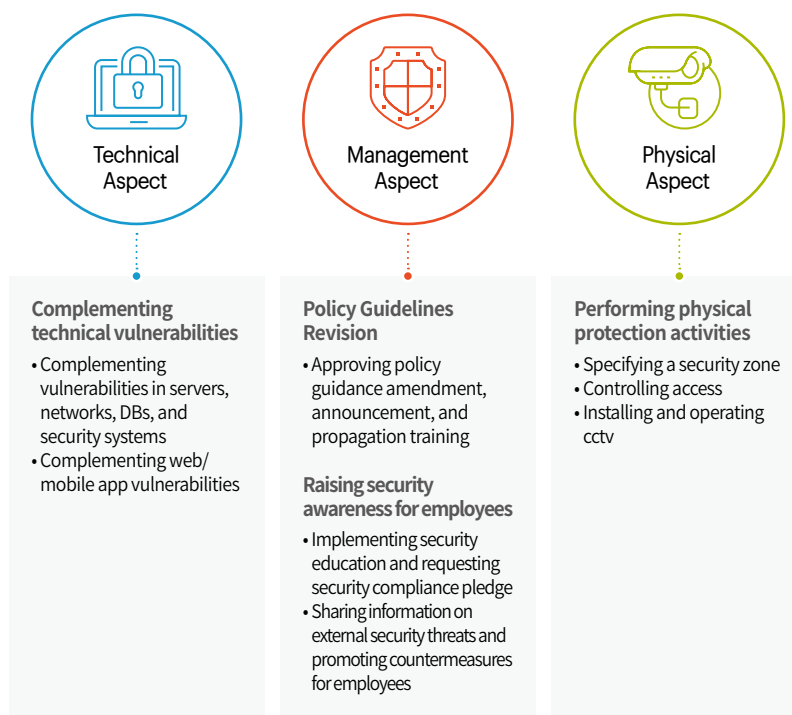 Technical
Aspect
Complementing
technical vulnerabilities
• Complementing
vulnerabilities in servers,
networks, DBs, and
security systems
• Complementing web/
mobile app vulnerabilities
Management
Aspect
Policy Guidelines
Revision
• Approving policy
guidance amendment,
announcement, and
propagation training
Raising security
awareness for employees
• Implementing security
education and requesting
security compliance pledge
• Sharing information on
external security threats and
promoting countermeasures
for employees
Physical
Aspect
Performing physical
protection activities
• Specifying a security zone
• Controlling access
• Installing and operating
cctv